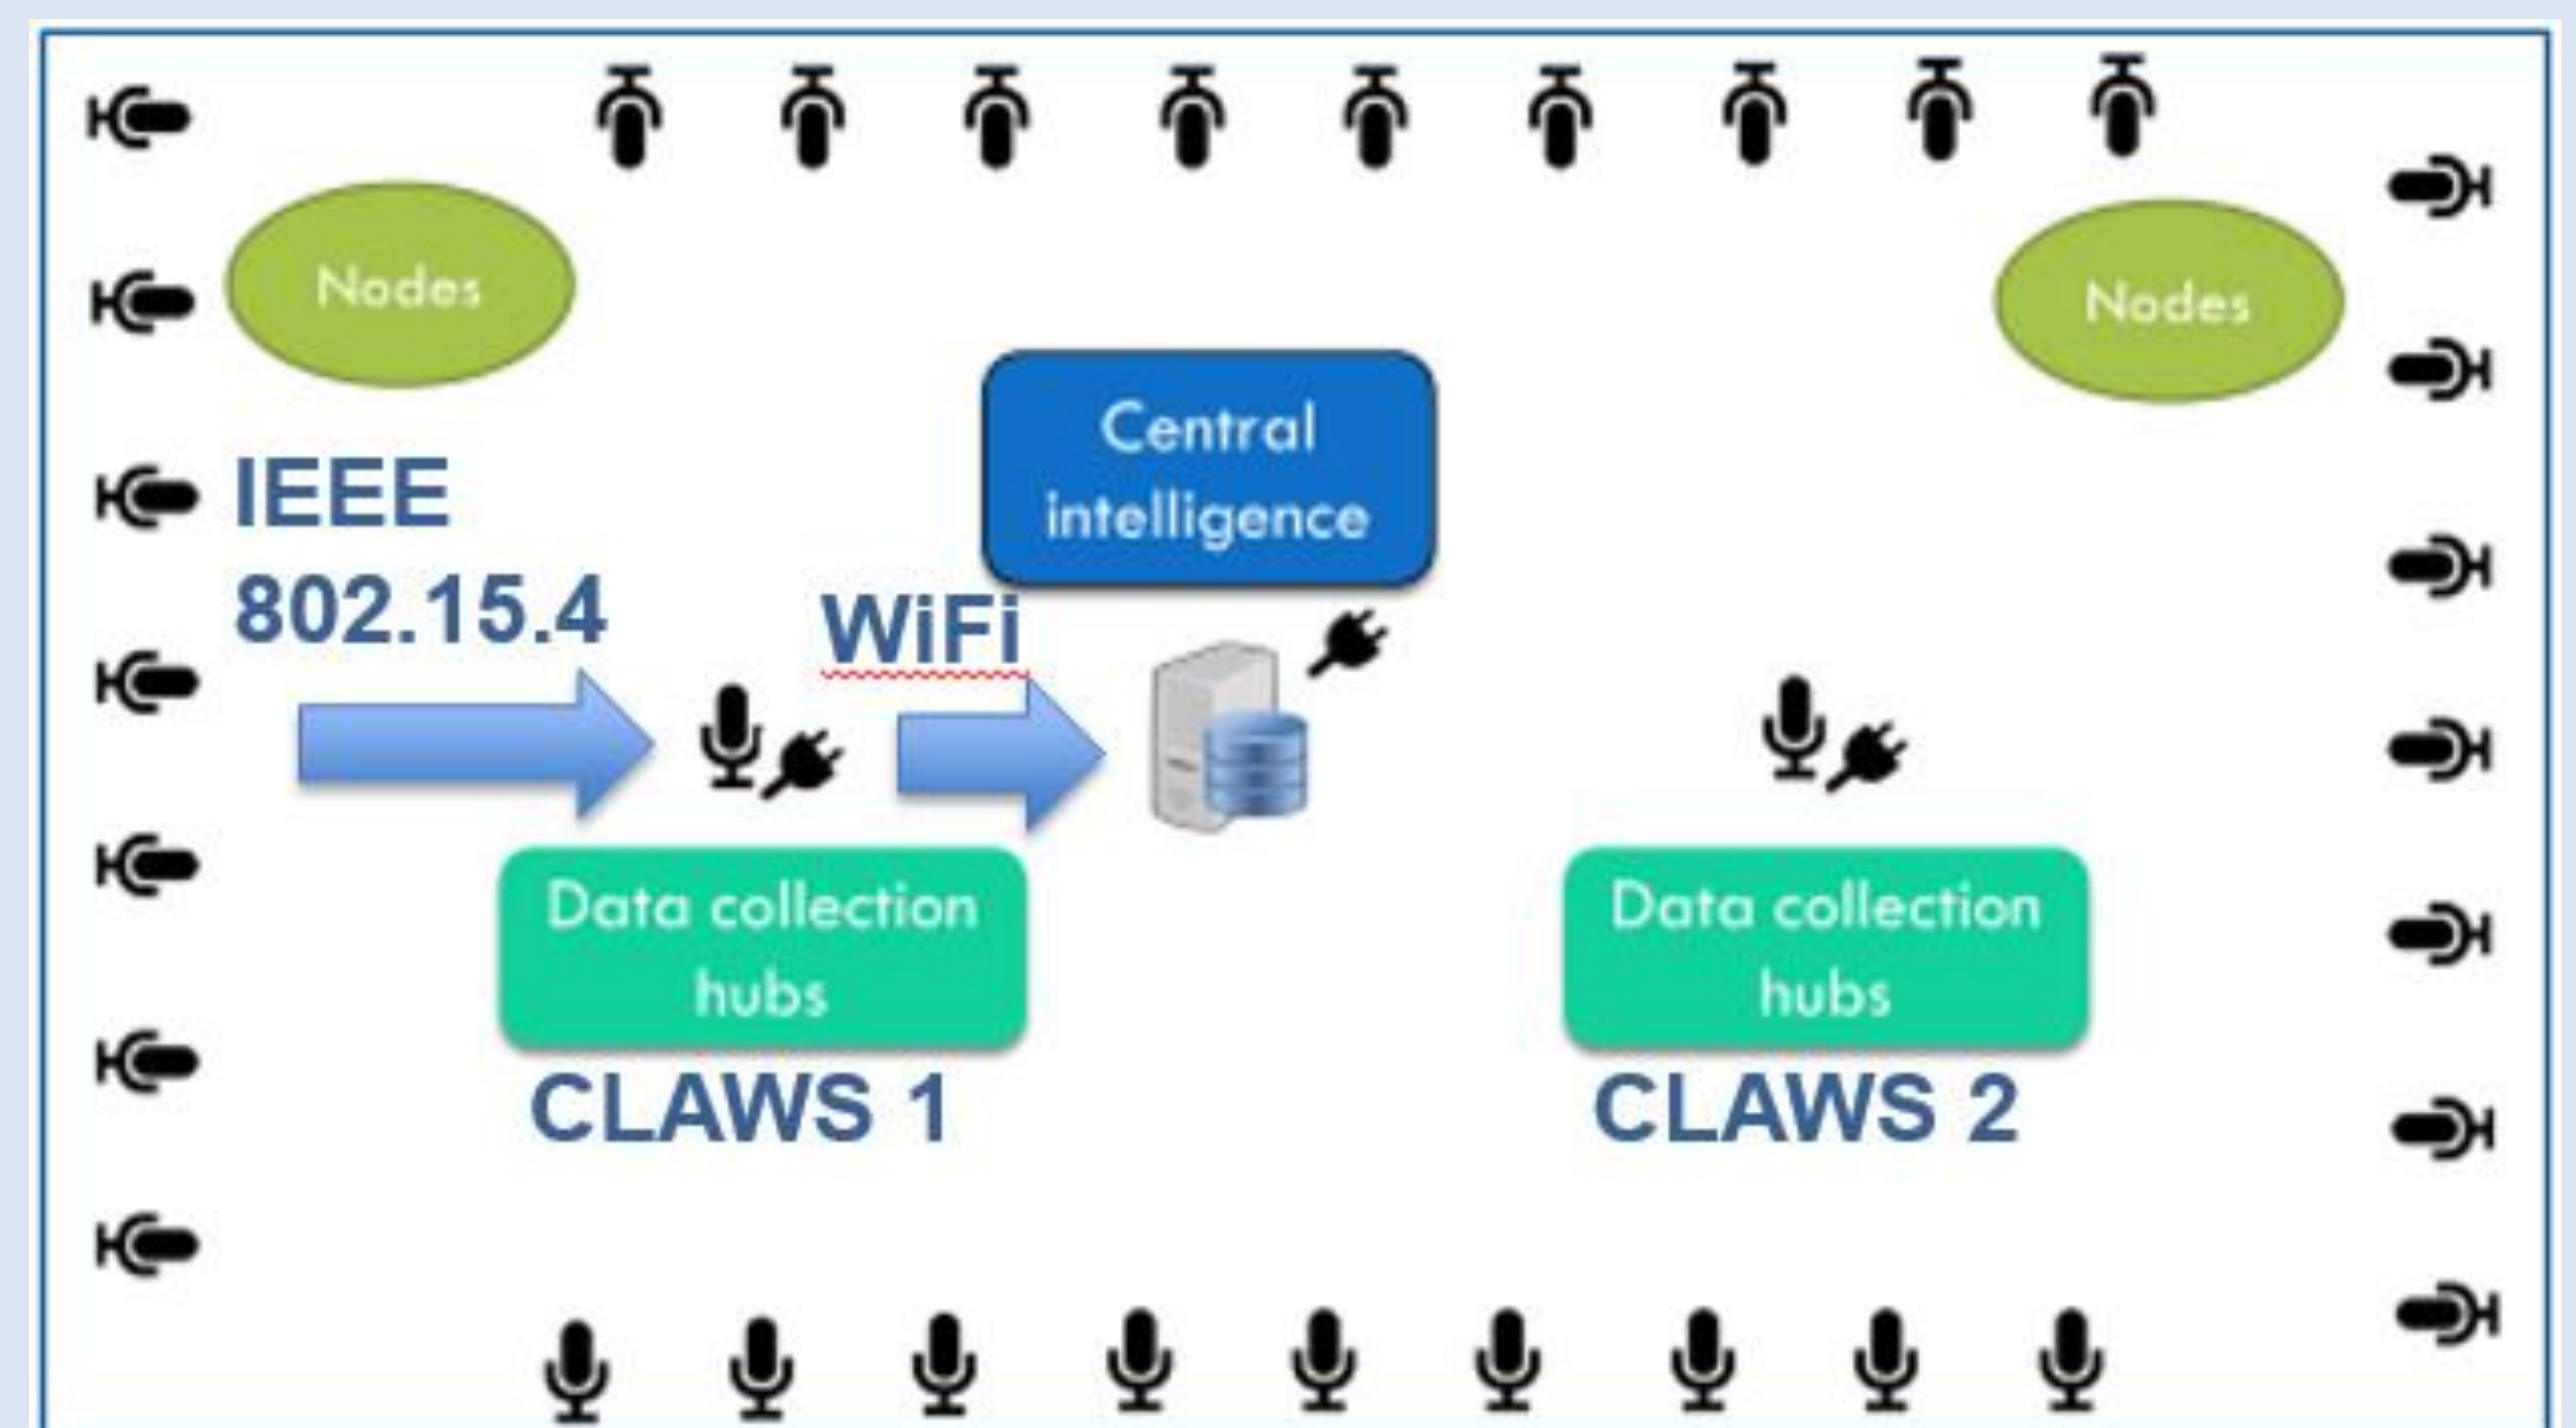 Nodes
Nodes
Central
intelligence
IEEE
802.15.4
WiFi
Data collection
hubs
CLAWS 1
Data collection
hubs
CLAWS 2